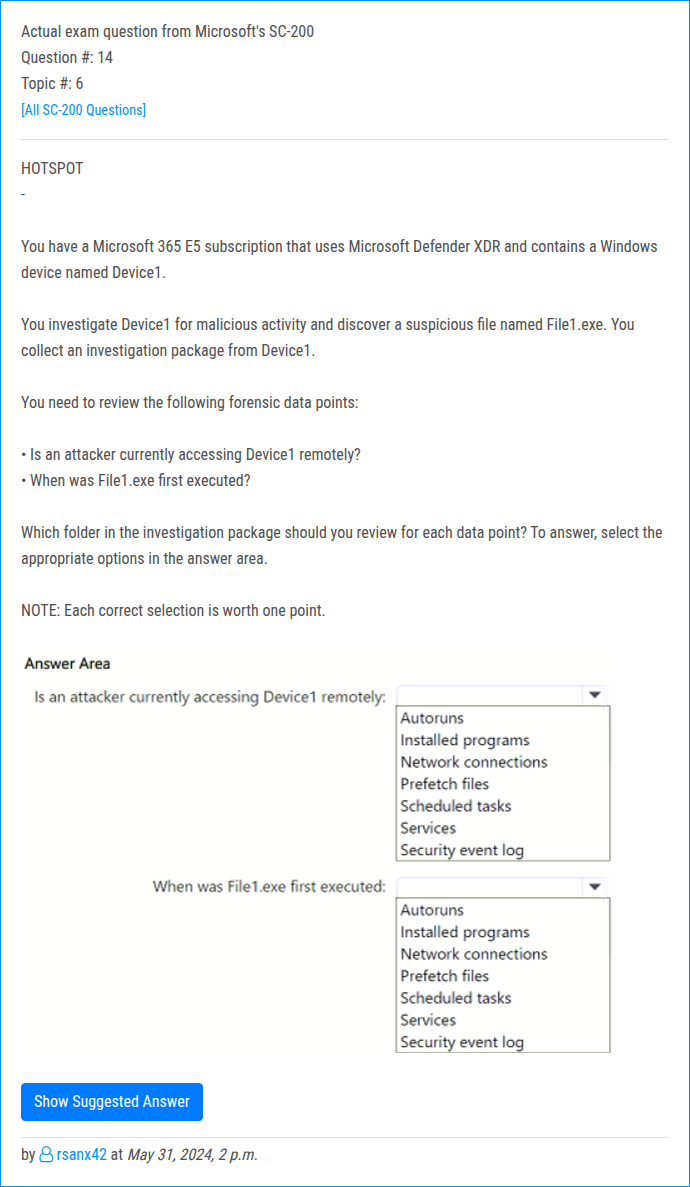 Actual exam question from Microsoft's SC-200
Question #: 14
Topic #: 6
[All SC-200 Questions]
HOTSPOT
-
You have a Microsoft 365 E5 subscription that uses Microsoft Defender XDR and contains a Windows
device named Device1.
You investigate Device1 for malicious activity and discover a suspicious file named File1.exe. You
collect an investigation package from Device1.
You need to review the following forensic data points:
• Is an attacker currently accessing Device1 remotely?
• When was File1.exe first executed?
Which folder in the investigation package should you review for each data point? To answer, select the
appropriate options in the answer area.
NOTE: Each correct selection is worth one point.
Answer Area
Is an attacker currently accessing Device1 remotely:
Autoruns
Installed programs
Network connections
Prefetch files
Scheduled tasks
Services
Security event log
When was File1.exe first executed:
Autoruns
Installed programs
Network connections
Prefetch files
Scheduled tasks
Services
Security event log
Show Suggested Answer
by rsanx42 at May 31, 2024, 2 p.m.